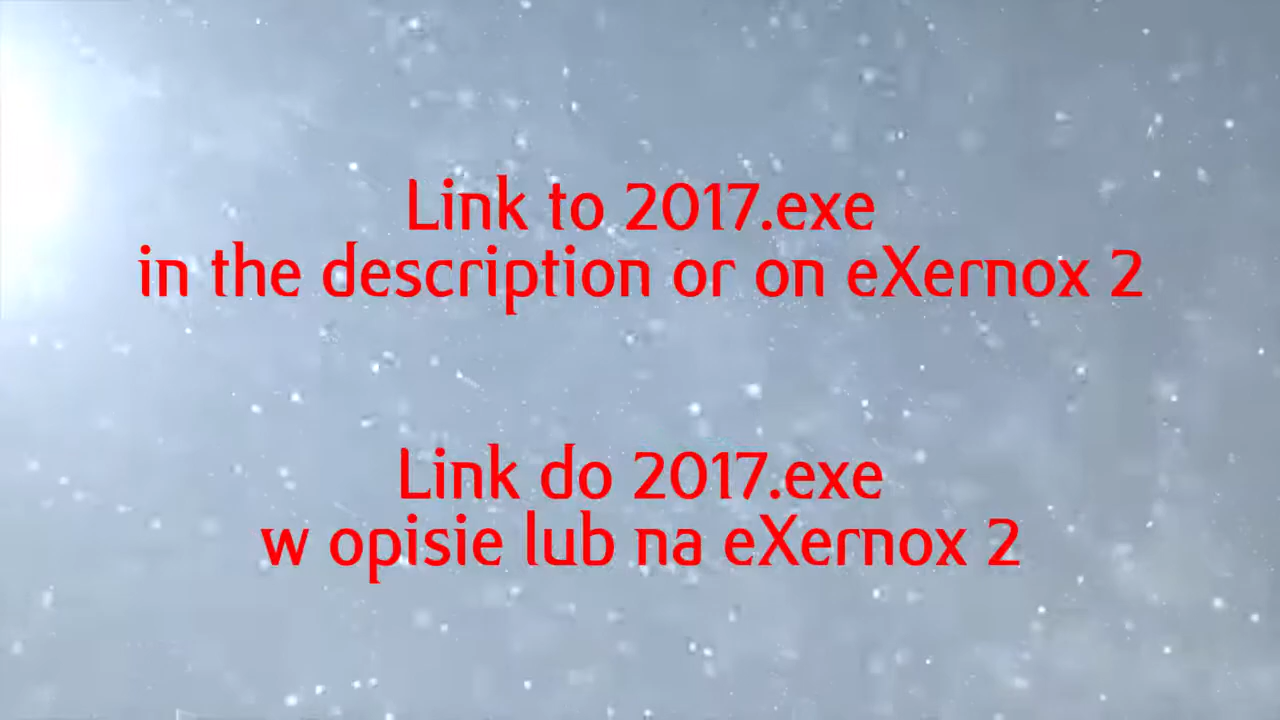 Link to 2017.exe
in the description or on eXernox 2
Link do 2017.exe
w opisie lub na eXernox 2